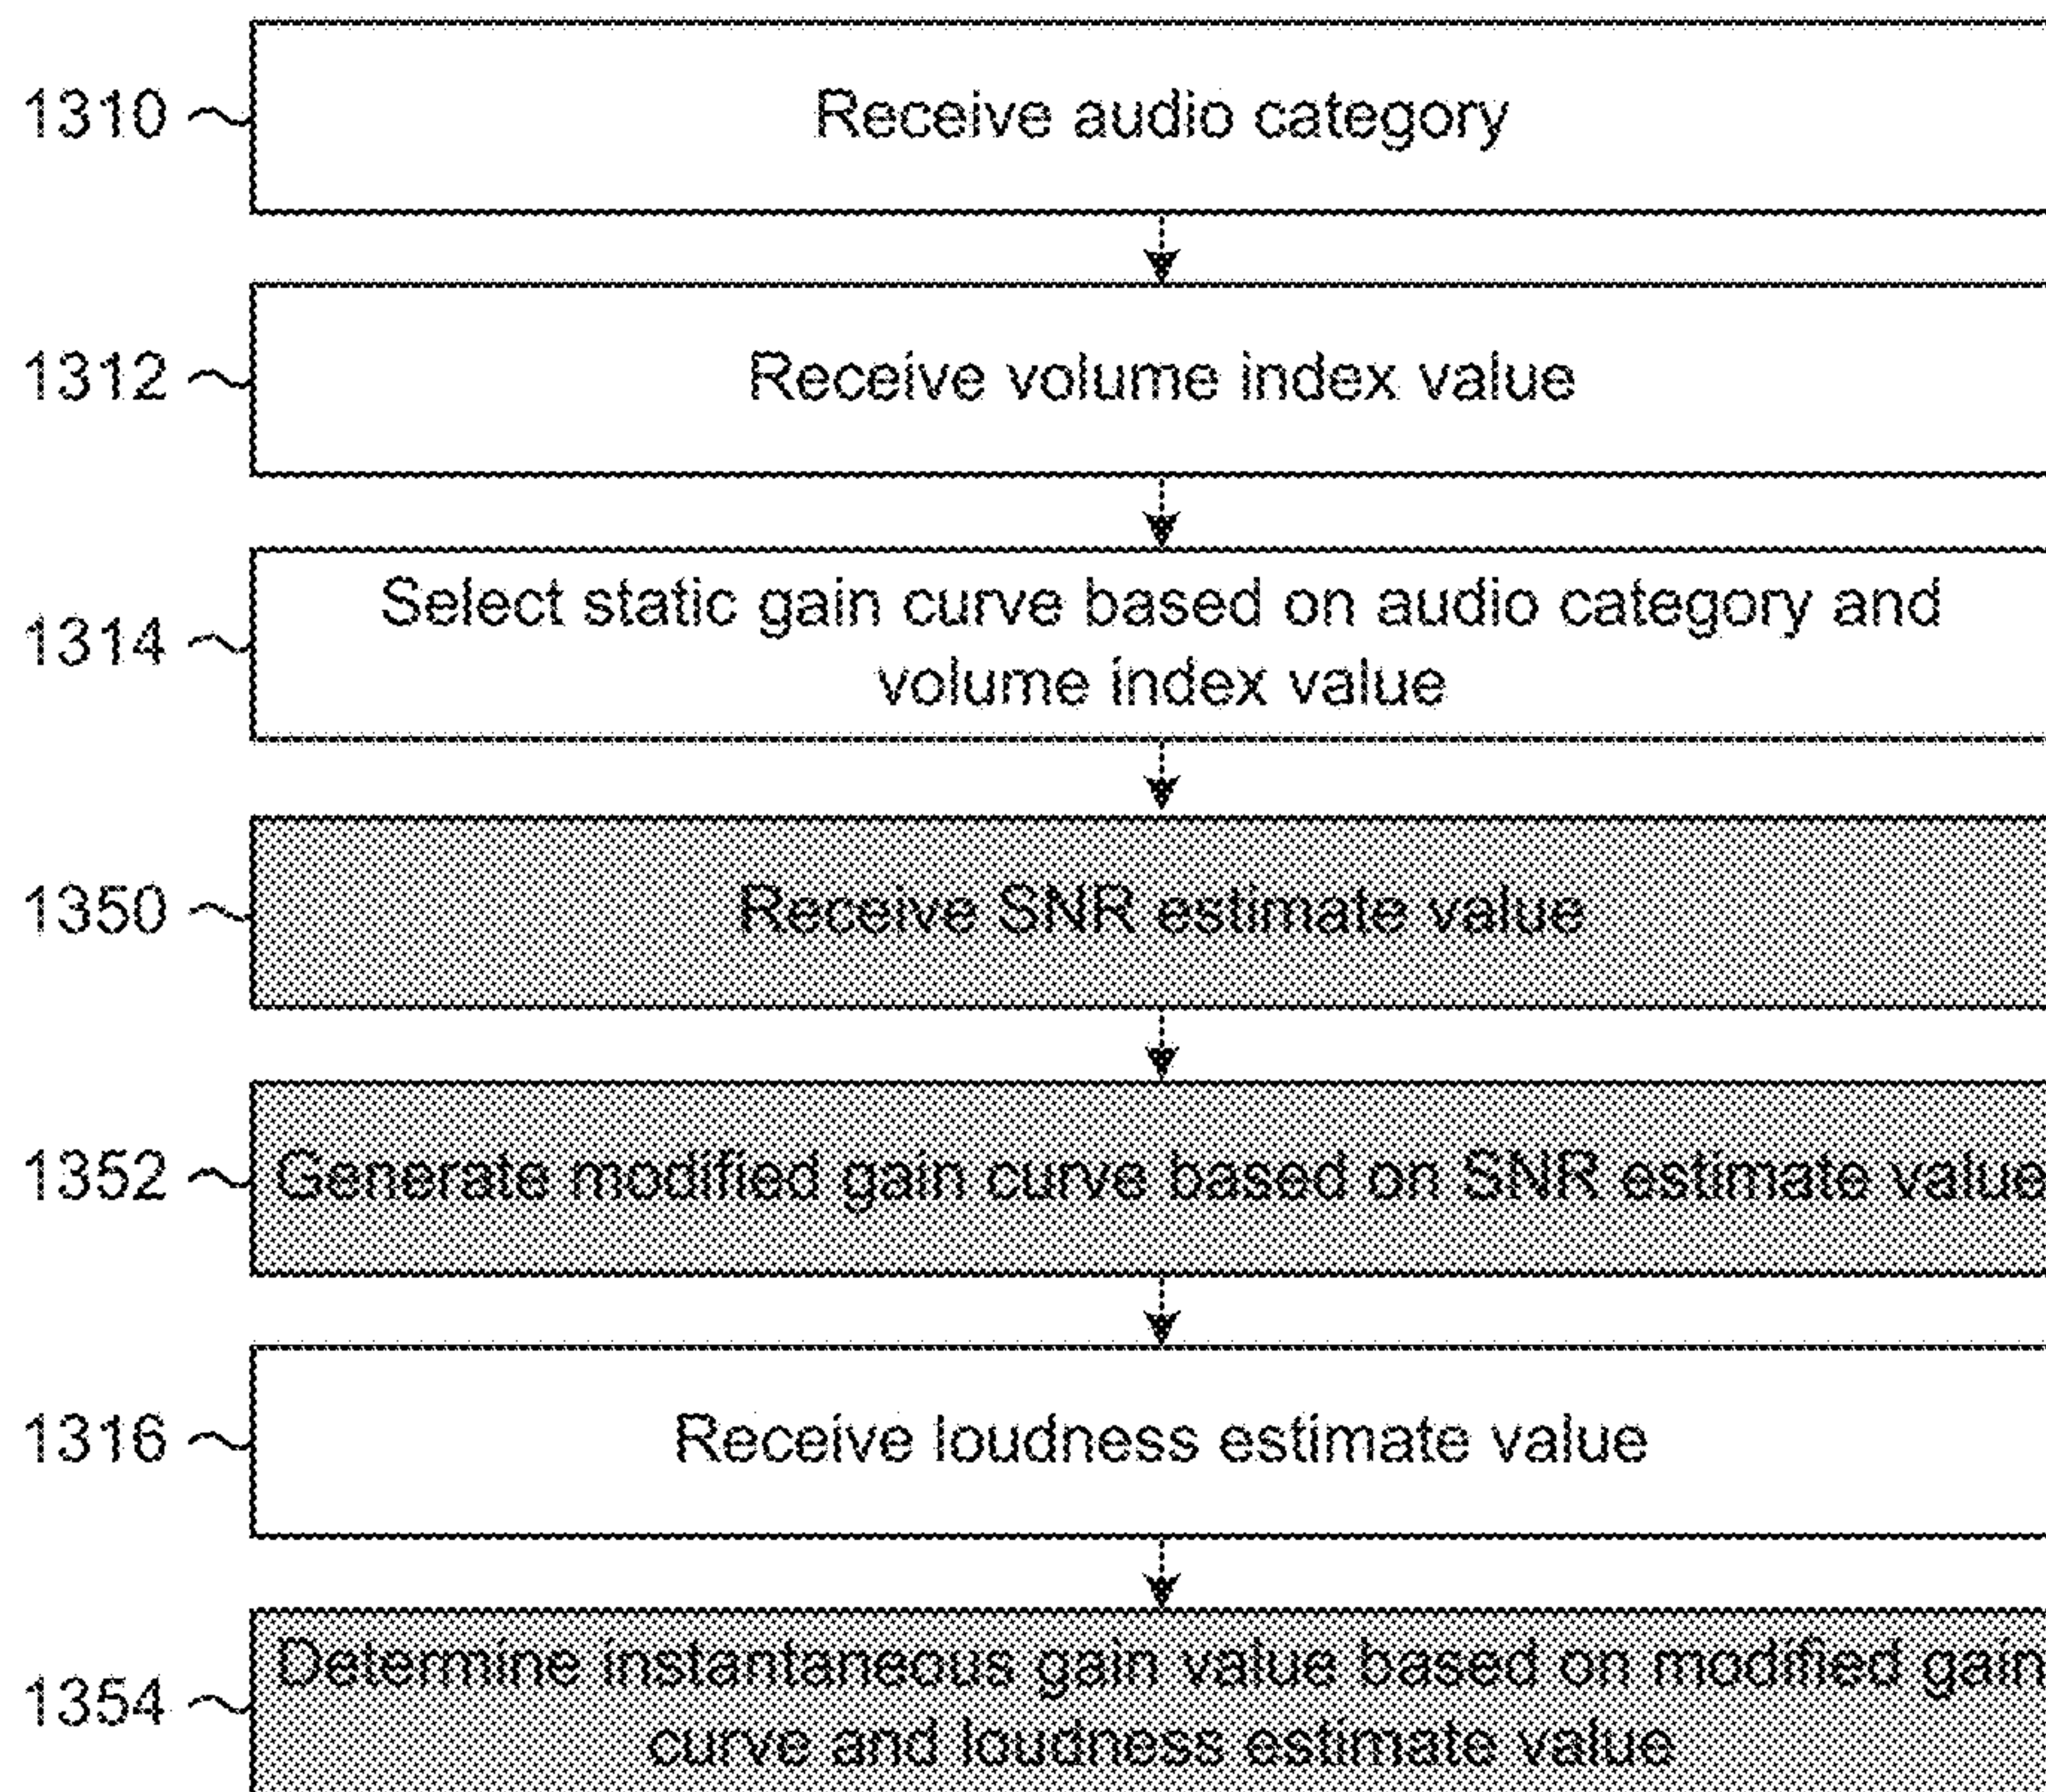 1310
Receive audio category
1312
Receive volume index value
1314
Select static gain curve based on audio category and
volume index value
1350
Receive SNR estimate value
1352
Generate modified gain curve based on SNR estimate value
1316
Receive loudness estimate value
1354
Determine instantaneous gain value based on modified gain
curve and loudness estimate value